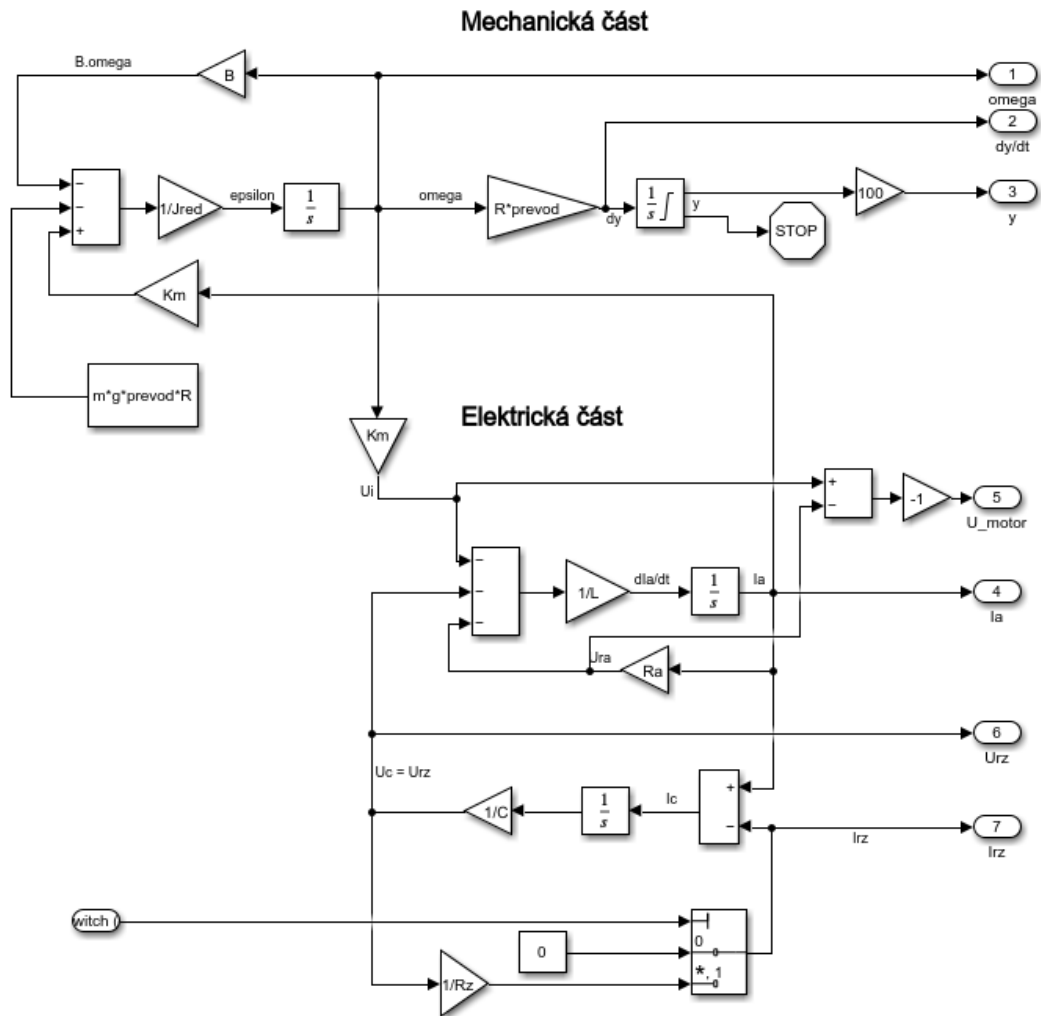 Mechanická část
B.omega
B
1
omega
2
dy/dt
−
−
+
1/Jred
epsilon
1
s
omega
R*prevod
dy
1
s
y
100
3
y
STOP
Km
m*g*prevod*R
Elektrická část
Km
Ui
+
−
-1
5
U_motor
−
−
−
1/L
dIa/dt
1
s
Ia
4
Ia
Ura
Ra
6
Urz
Uc = Urz
1/C
1
s
Ic
+
−
Irz
7
Irz
witch (
0
0
*, 1
1/Rz